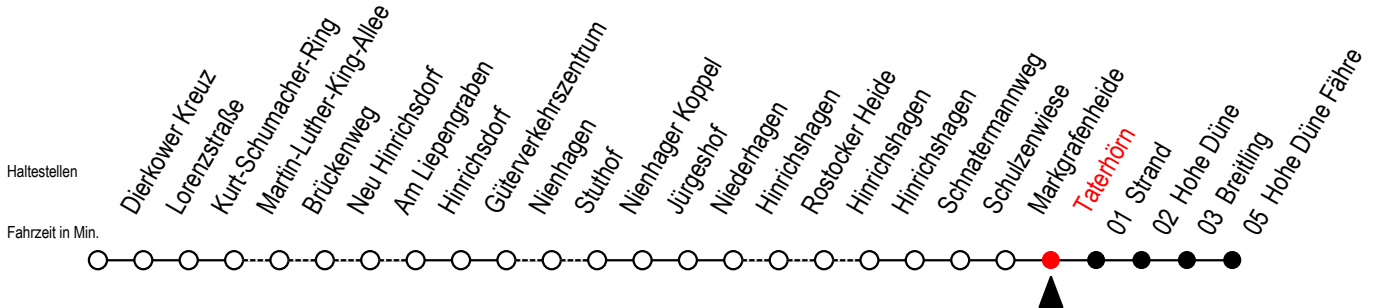 Haltestellen
Fahrzeit in Min.
Dierkower Kreuz
Lorenzstraße
Kurt-Schumacher-Ring
Martin-Luther-King-Allee
Brückenweg
Neu Hinrichsdorf
Am Liepengraben
Hinrichsdorf
Güterverkehrszentrum
Nienhagen
Stuthof
Nienhager Koppel
Jürgeshof
Niederhagen
Hinrichshagen
Rostocker Heide
Hinrichshagen
Hinrichshagen
Schnatermannweg
Schulzenwiese
Markgrafenheide
Taterhörn
01 Strand
02 Hohe Düne
03 Breitling
05 Hohe Düne Fähre